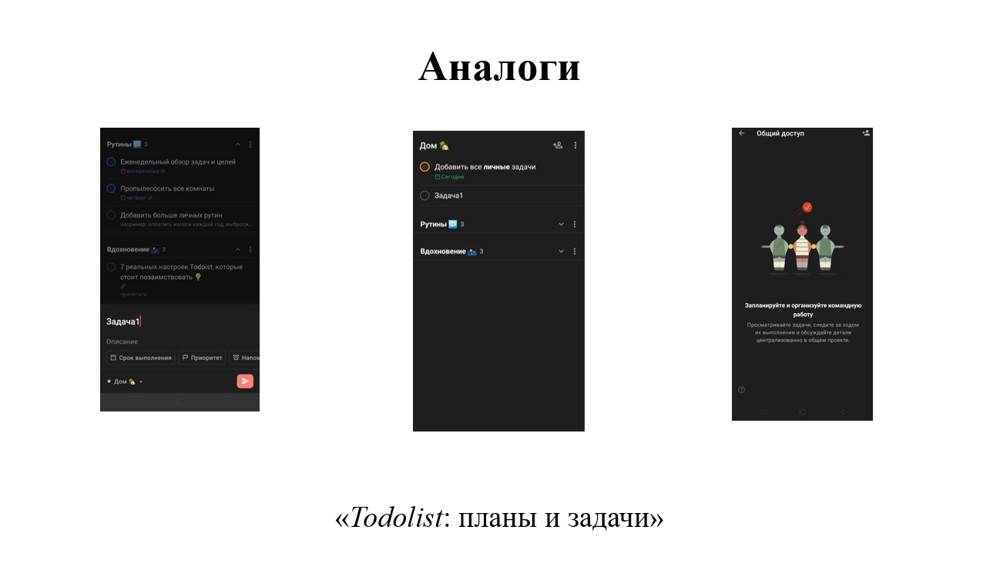 Аналоги
Рутины 3
Еженедельный обзор задач и целей
воскресенье
Пропылесосить все комнаты
четверг
Добавить больше личных рутин
например: оплатить налоги каждый год, выброси...
Вдохновение 3
7 реальных настроек Todoist, которые
стоит позаимствовать
прочитать
Задача1
Описание
Срок выполнения Приоритет Напом
Дом
Дом
Добавить все личные задачи
Сегодня
Задача1
Рутины 3
Вдохновение 3
Общий доступ
Запланируйте и организуйте командную
работу
Просматривайте задачи, следите за ходом
их выполнения и обсуждайте детали
централизованно в общем проекте.
«Todolist: планы и задачи»